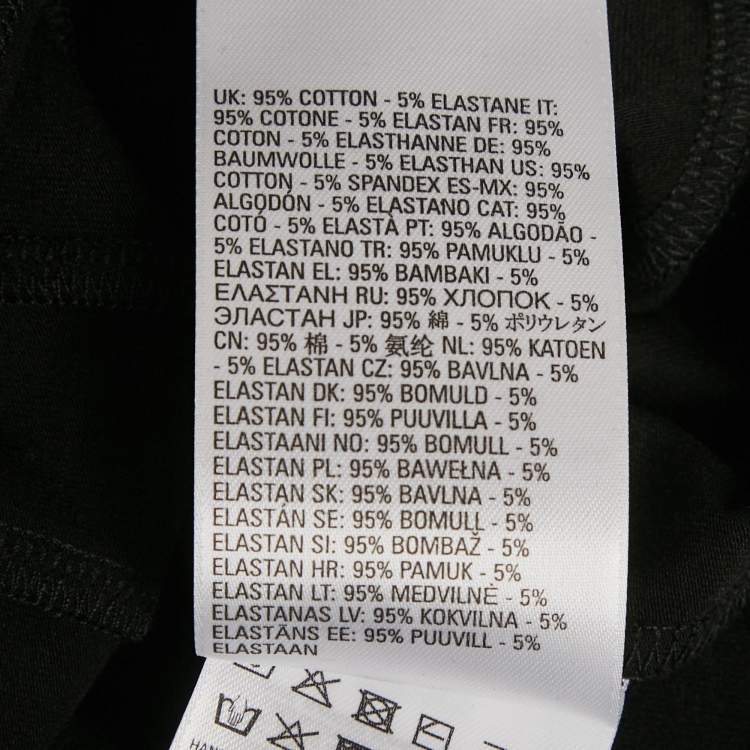 UK: 95% COTTON - 5% ELASTANE IT:
95% COTONE - 5% ELASTAN FR: 95%
COTON - 5% ELASTHANNE DE: 95%
BAUMWOLLE - 5% ELASTHAN US: 95%
COTTON - 5% SPANDEX ES-MX: 95%
ALGODÓN - 5% ELASTANO CAT: 95%
COTÓ - 5% ELASTÀ PT: 95% ALGODÃO -
5% ELASTANO TR: 95% PAMUKLU - 5%
ELASTAN EL: 95% BAMBAKI - 5%
ΕΛΑΣΤΑΝΗ RU: 95% ХЛОПОК - 5%
ЭЛАСТАН JP: 95% 綿 - 5% ポリウレタン
CN: 95% 棉 - 5% 氨纶 NL: 95% KATOEN
- 5% ELASTAN CZ: 95% BAVLNA - 5%
ELASTAN DK: 95% BOMULD - 5%
ELASTAN FI: 95% PUUVILLA - 5%
ELASTAANI NO: 95% BOMULL - 5%
ELASTAN PL: 95% BAWEŁNA - 5%
ELASTAN SK: 95% BAVLNA - 5%
ELASTÁN SE: 95% BOMULL - 5%
ELASTAN SI: 95% BOMBAŽ - 5%
ELASTAN HR: 95% PAMUK - 5%
ELASTAN LT: 95% MEDVILNĖ - 5%
ELASTANAS LV: 95% KOKVILNA - 5%
ELASTĀNS EE: 95% PUUVILL - 5%
ELASTAAN